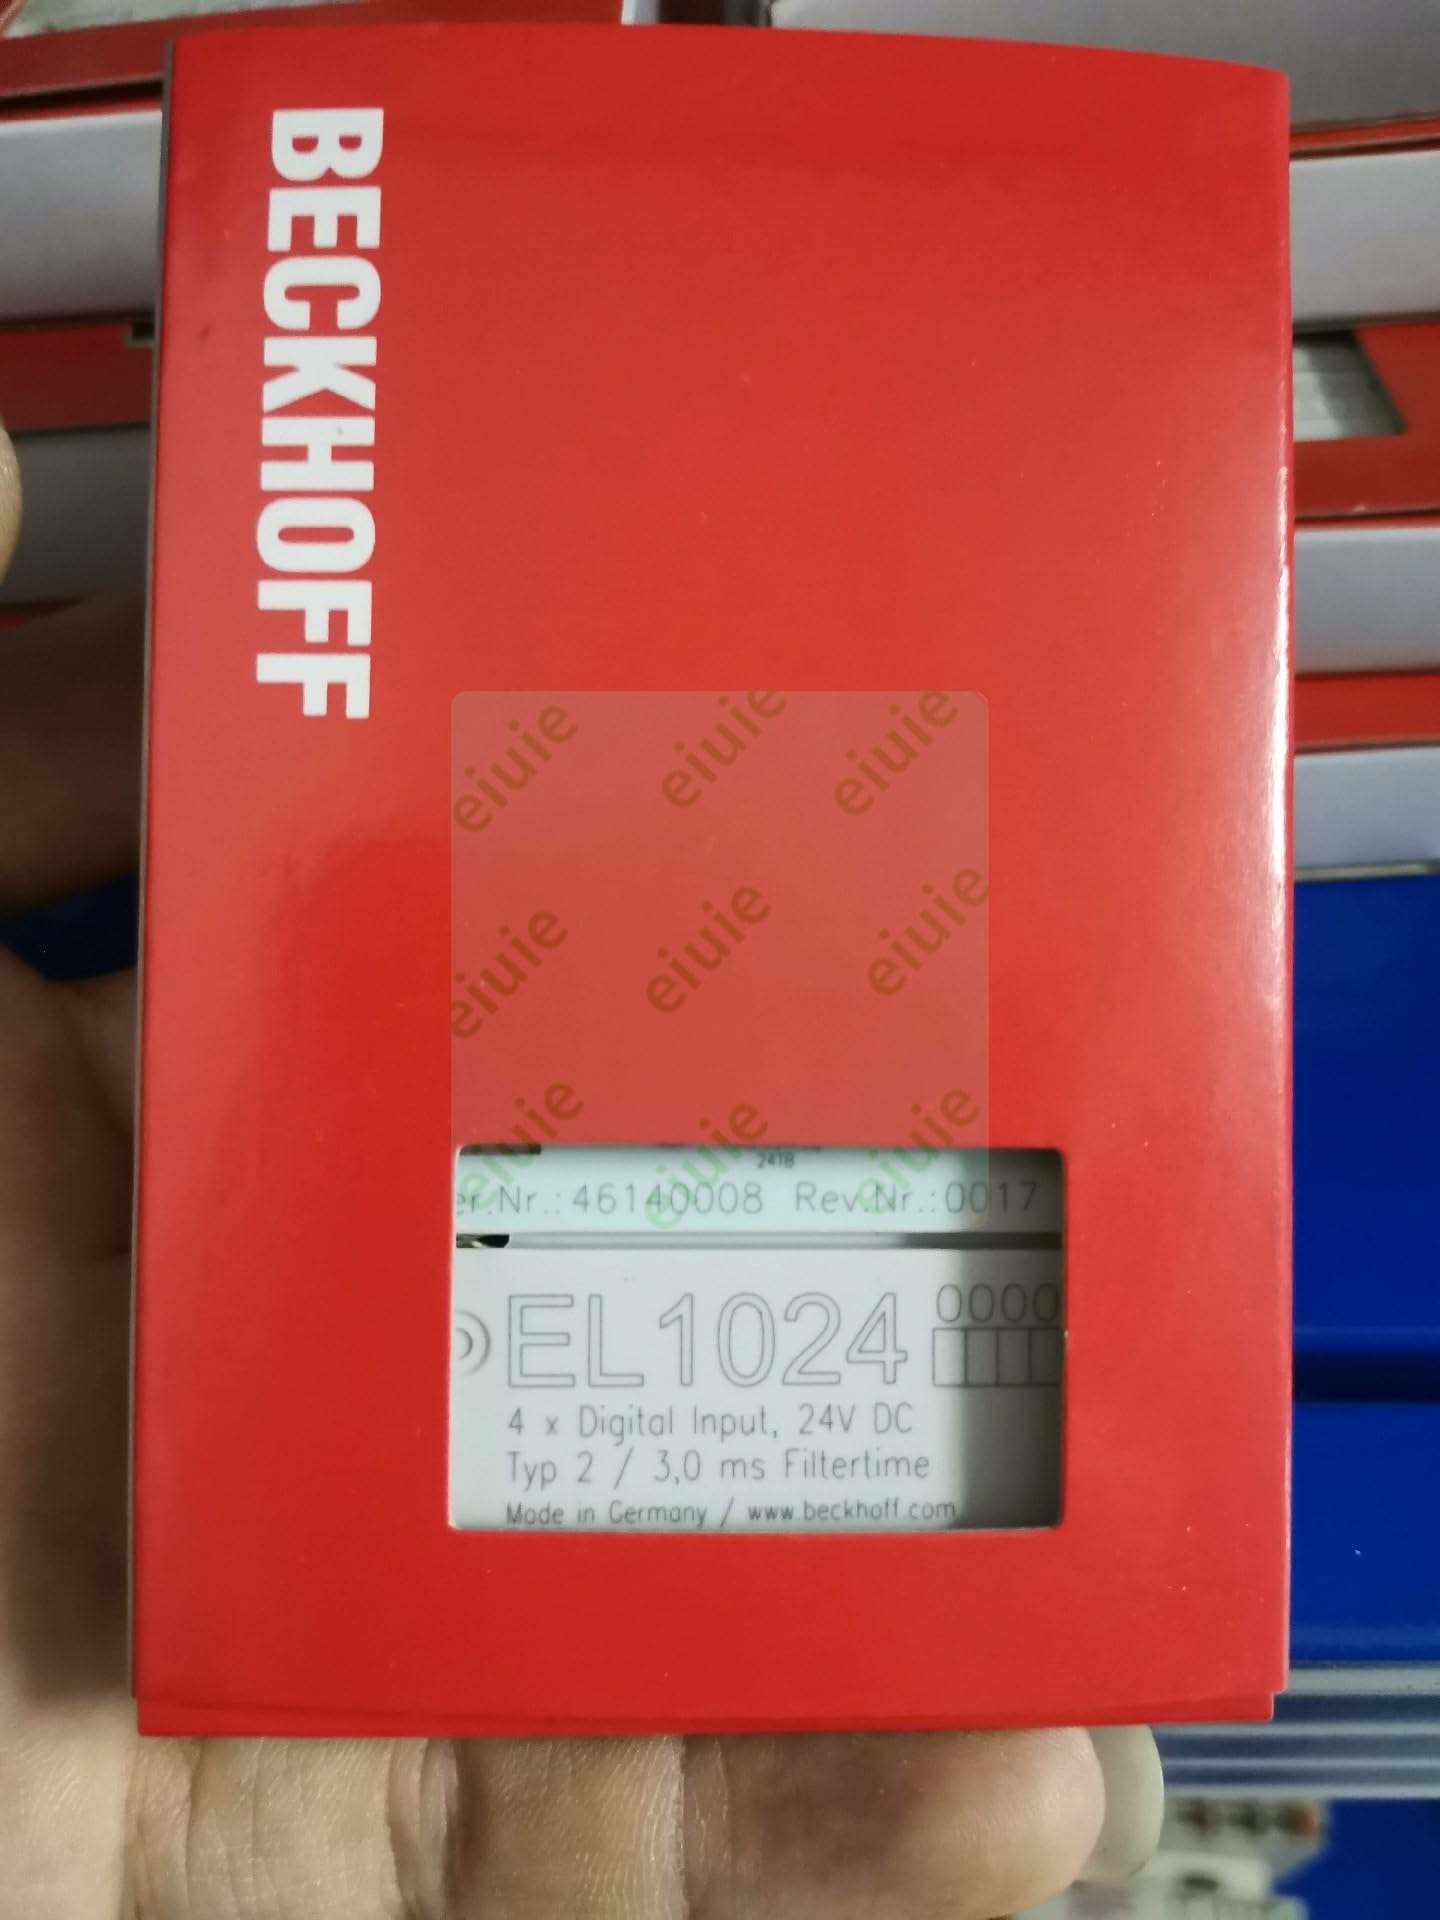 BECKHOFF
eiuie eiuie eiuie
eiuie eiuie eiuie
eiuie eiuie eiuie
2418
er.Nr.: 46140008 Rev.Nr.: 0017
EL1024 0000
4 x Digital Input, 24V DC
Typ 2 / 3,0 ms Filtertime
Made in Germany / www.beckhoff.com